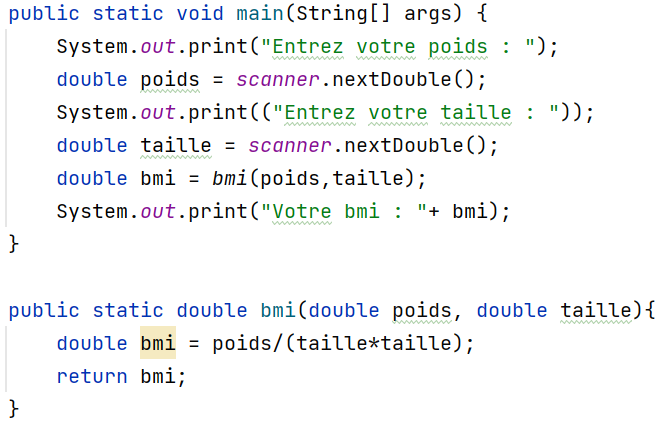 public static void main(String[] args) {
    System.out.print("Entrez votre poids : ");
    double poids = scanner.nextDouble();
    System.out.print(("Entrez votre taille : "));
    double taille = scanner.nextDouble();
    double bmi = bmi(poids,taille);
    System.out.print("Votre bmi : "+ bmi);
}

public static double bmi(double poids, double taille){
    double bmi = poids/(taille*taille);
    return bmi;
}